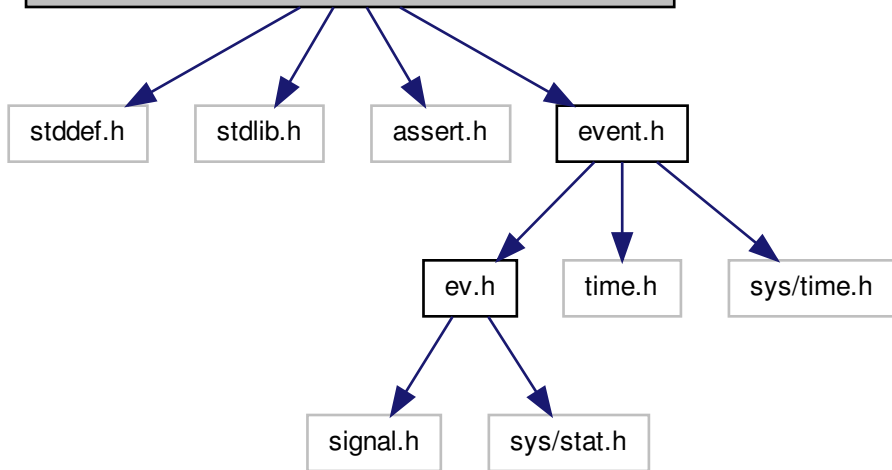 stddef.h
stdlib.h
assert.h
event.h
ev.h
time.h
sys/time.h
signal.h
sys/stat.h